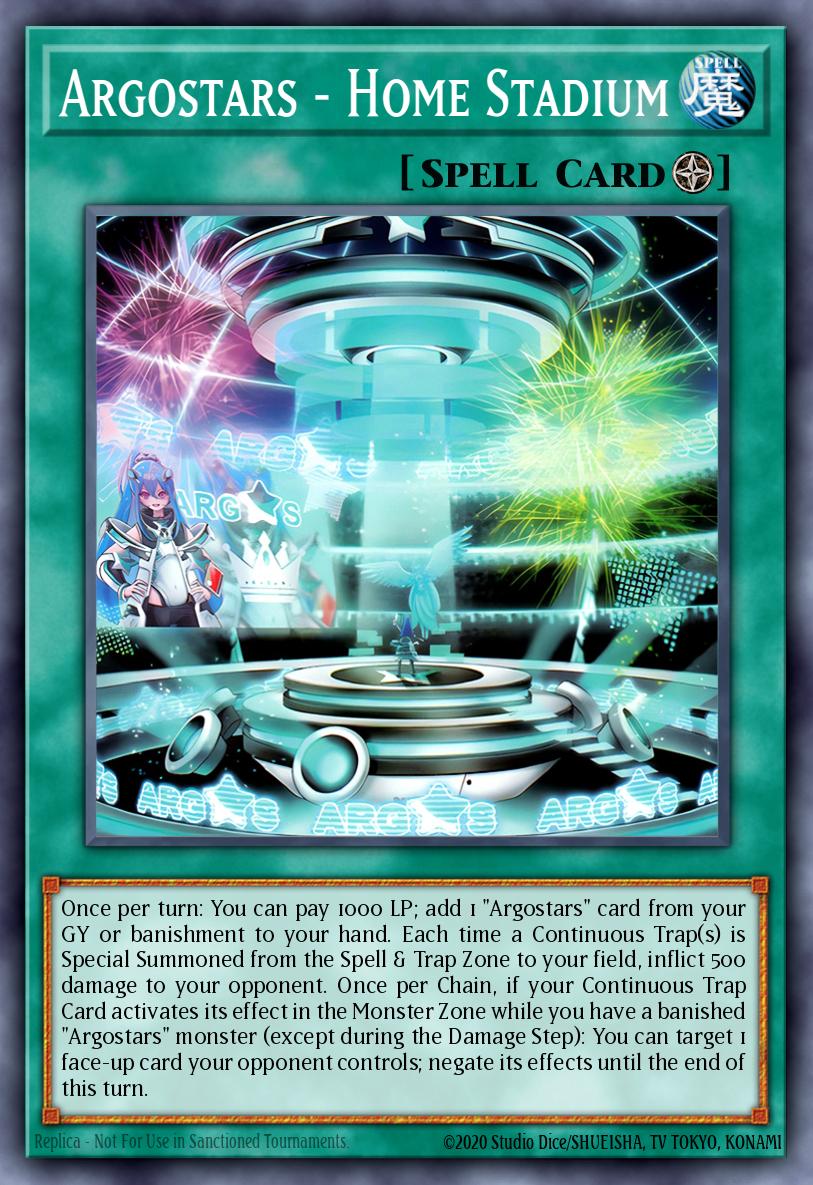 Argostars - Home Stadium
SPELL
魔
[Spell Card]
ARGOS
ARG★S
ARG★S
ARG★S
ARG★S
Once per turn: You can pay 1000 LP; add 1 "Argostars" card from your
GY or banishment to your hand. Each time a Continuous Trap(s) is
Special Summoned from the Spell & Trap Zone to your field, inflict 500
damage to your opponent. Once per Chain, if your Continuous Trap
Card activates its effect in the Monster Zone while you have a banished
"Argostars" monster (except during the Damage Step): You can target 1
face-up card your opponent controls; negate its effects until the end of
this turn.
Replica - Not For Use in Sanctioned Tournaments.
©2020 Studio Dice/SHUEISHA, TV TOKYO, KONAMI